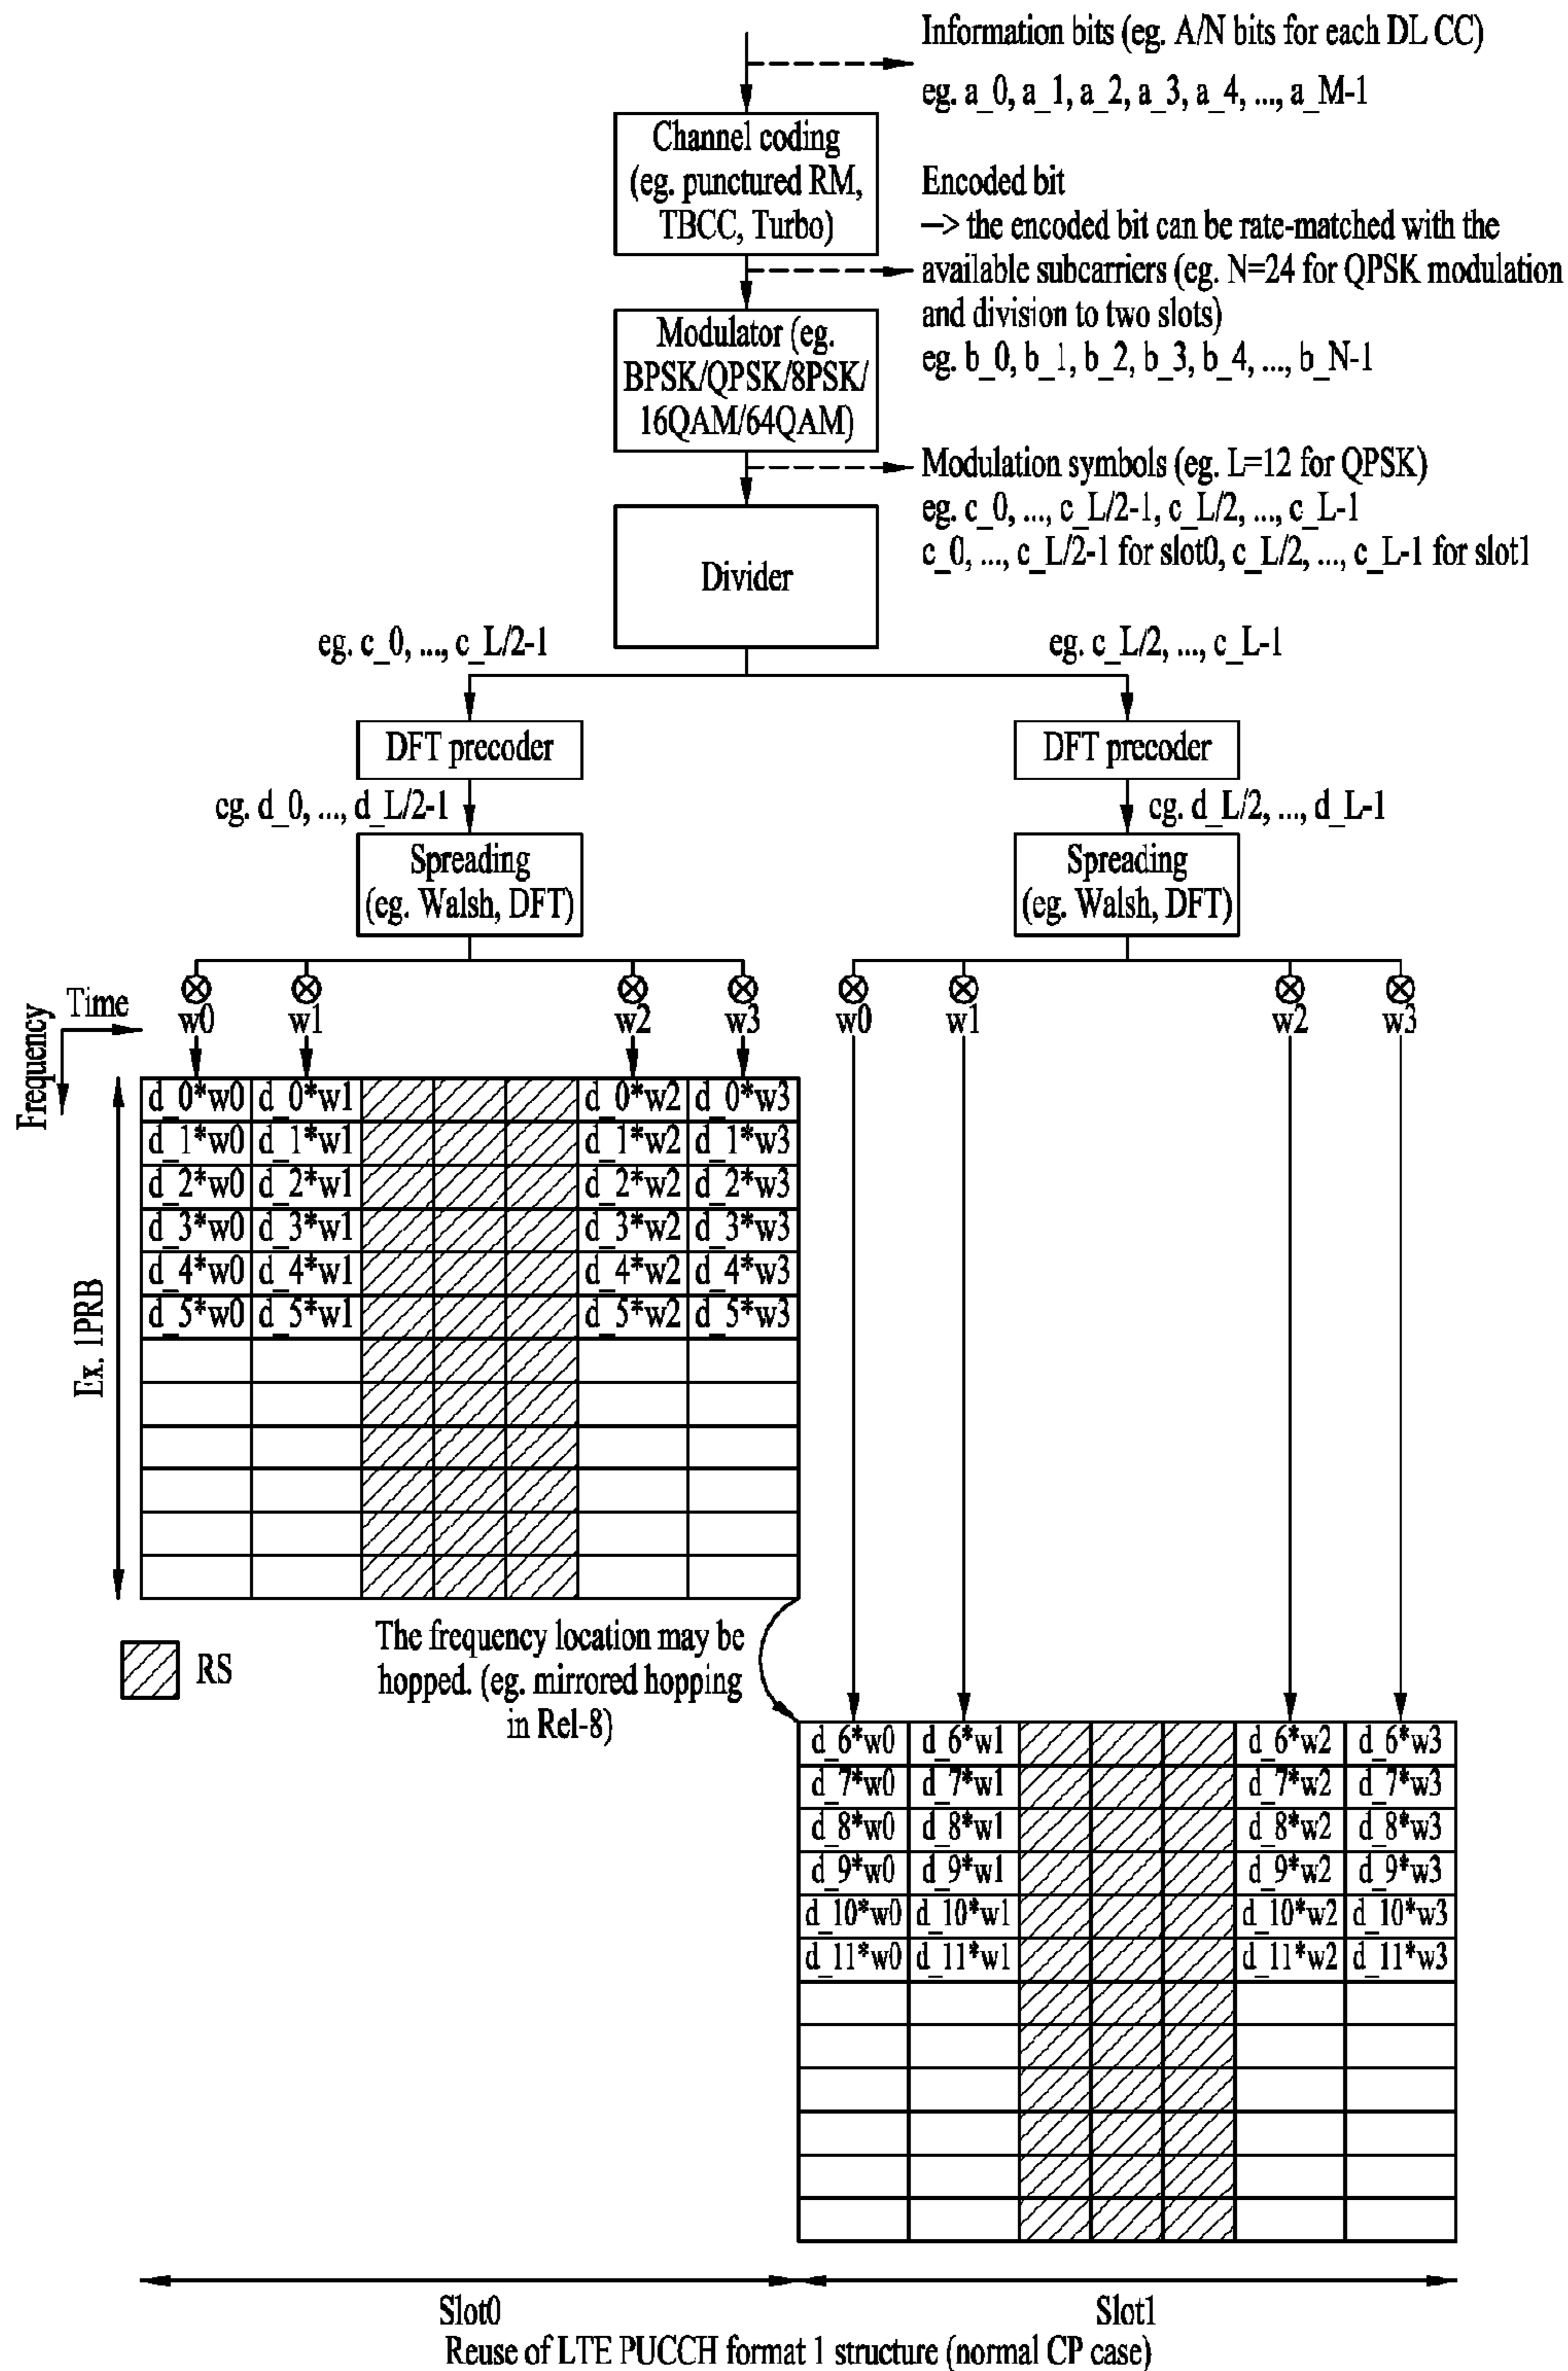 Information bits (eg. A/N bits for each DL CC)
eg. a_0, a_1, a_2, a_3, a_4, ..., a_M-1
Channel coding
(eg. punctured RM,
TBCC, Turbo)
Encoded bit
–> the encoded bit can be rate-matched with the
available subcarriers (eg. N=24 for QPSK modulation
and division to two slots)
eg. b_0, b_1, b_2, b_3, b_4, ..., b_N-1
Modulator (eg.
BPSK/QPSK/8PSK/
16QAM/64QAM)
Modulation symbols (eg. L=12 for QPSK)
eg. c_0, ..., c_L/2-1, c_L/2, ..., c_L-1
c_0, ..., c_L/2-1 for slot0, c_L/2, ..., c_L-1 for slot1
Divider
eg. c_0, ..., c_L/2-1
eg. c_L/2, ..., c_L-1
DFT precoder
DFT precoder
cg. d_0, ..., d_L/2-1
cg. d_L/2, ..., d_L-1
Spreading
(eg. Walsh, DFT)
Spreading
(eg. Walsh, DFT)
Time
Frequency
w0 w1 w2 w3 w0 w1 w2 w3
d_0*w0 d_0*w1 d_0*w2 d_0*w3
d_1*w0 d_1*w1 d_1*w2 d_1*w3
d_2*w0 d_2*w1 d_2*w2 d_2*w3
d_3*w0 d_3*w1 d_3*w2 d_3*w3
d_4*w0 d_4*w1 d_4*w2 d_4*w3
d_5*w0 d_5*w1 d_5*w2 d_5*w3
Ex. 1PRB
RS
The frequency location may be
hopped. (eg. mirrored hopping
in Rel-8)
d_6*w0 d_6*w1 d_6*w2 d_6*w3
d_7*w0 d_7*w1 d_7*w2 d_7*w3
d_8*w0 d_8*w1 d_8*w2 d_8*w3
d_9*w0 d_9*w1 d_9*w2 d_9*w3
d_10*w0 d_10*w1 d_10*w2 d_10*w3
d_11*w0 d_11*w1 d_11*w2 d_11*w3
Slot0
Slot1
Reuse of LTE PUCCH format 1 structure (normal CP case)